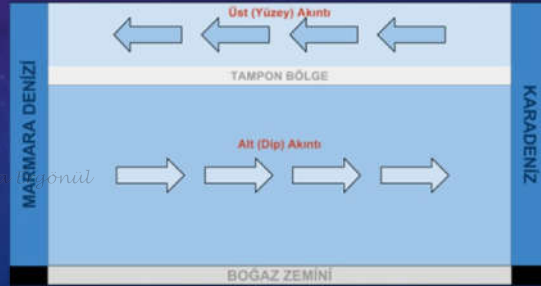 Üst (Yüzey) Akıntı
TAMPON BÖLGE
MARMARA DENİZİ
KARADENİZ
Alt (Dip) Akıntı
BOĞAZ ZEMİNİ